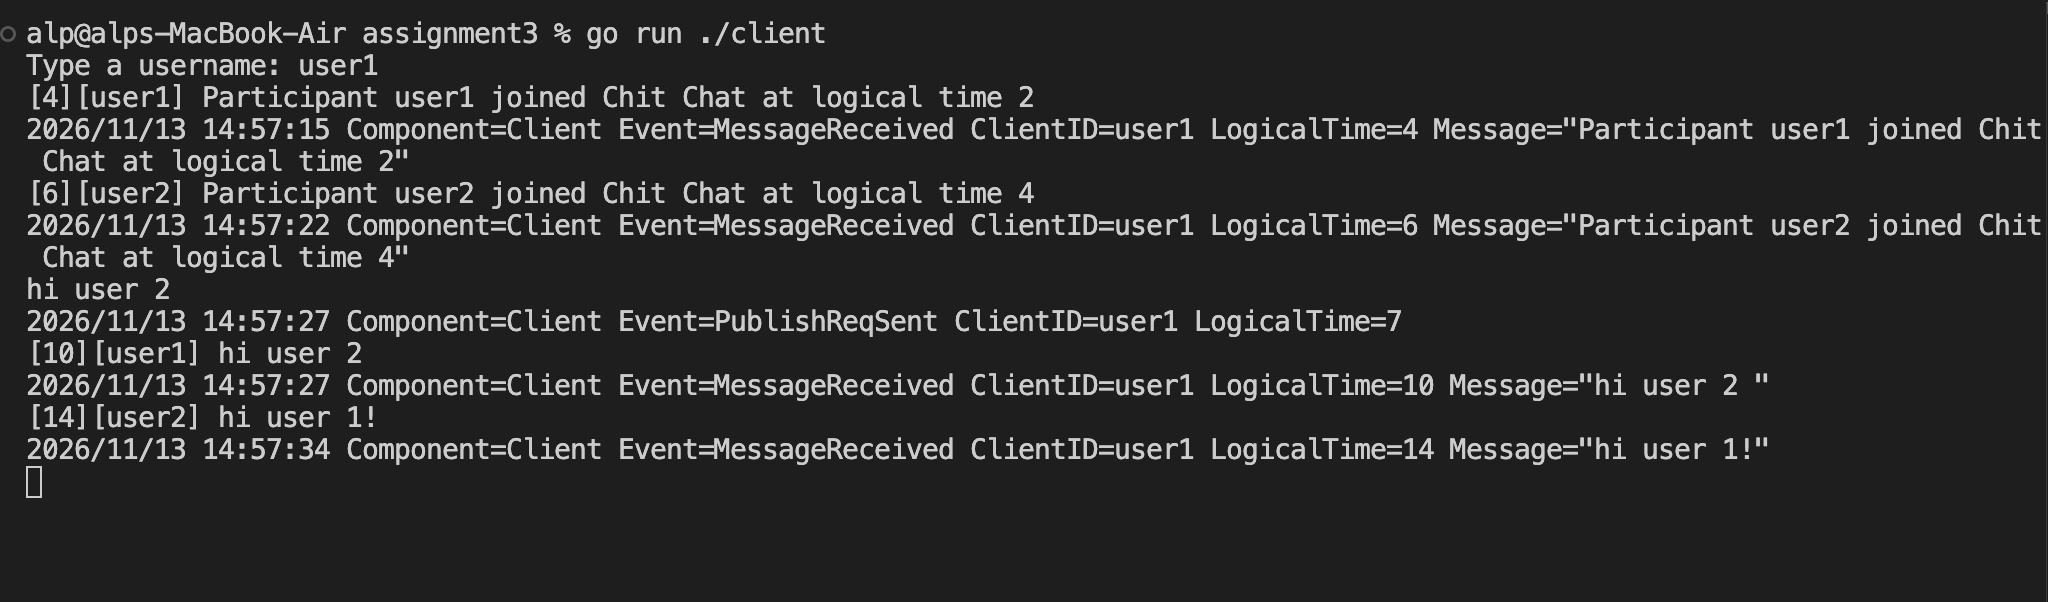 alp@alps-MacBook-Air assignment3 % go run ./client
Type a username: user1
[4][user1] Participant user1 joined Chit Chat at logical time 2
2026/11/13 14:57:15 Component=Client Event=MessageReceived ClientID=user1 LogicalTime=4 Message="Participant user1 joined Chit
 Chat at logical time 2"
[6][user2] Participant user2 joined Chit Chat at logical time 4
2026/11/13 14:57:22 Component=Client Event=MessageReceived ClientID=user1 LogicalTime=6 Message="Participant user2 joined Chit
 Chat at logical time 4"
hi user 2
2026/11/13 14:57:27 Component=Client Event=PublishReqSent ClientID=user1 LogicalTime=7
[10][user1] hi user 2
2026/11/13 14:57:27 Component=Client Event=MessageReceived ClientID=user1 LogicalTime=10 Message="hi user 2 "
[14][user2] hi user 1!
2026/11/13 14:57:34 Component=Client Event=MessageReceived ClientID=user1 LogicalTime=14 Message="hi user 1!"